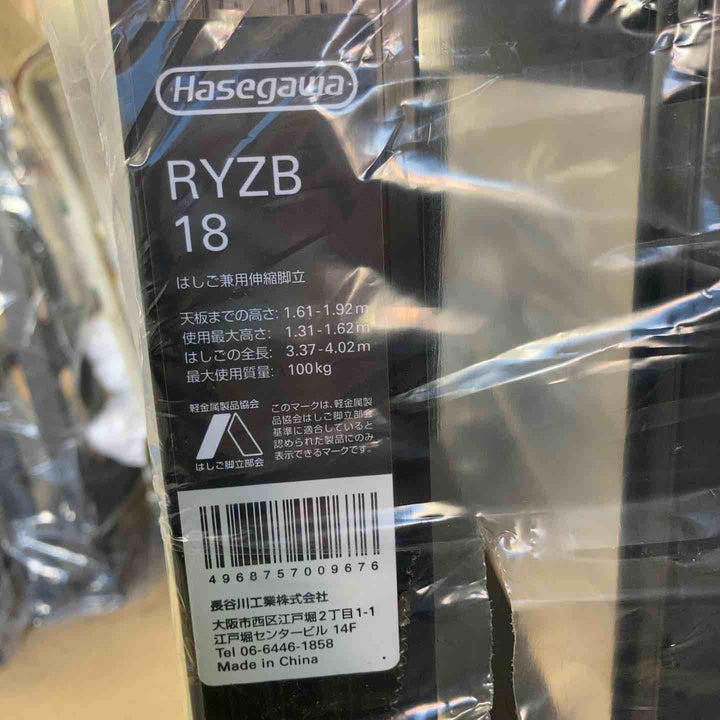 Hasegawa
RYZB
18
はしご兼用伸縮脚立
天板までの高さ: 1.61-1.92m
使用最大高さ: 1.31-1.62m
はしごの全長: 3.37-4.02m
最大使用質量: 100kg
軽金属製品協会
はしご脚立部会
このマークは、軽金属製
品協会はしご脚立部会
基準に適合していると
認められた製品にのみ
表示できるマークです。
4968757009676
長谷川工業株式会社
大阪市西区江戸堀2丁目1-1
江戸堀センタービル 14F
Tel 06-6446-1858
Made in China